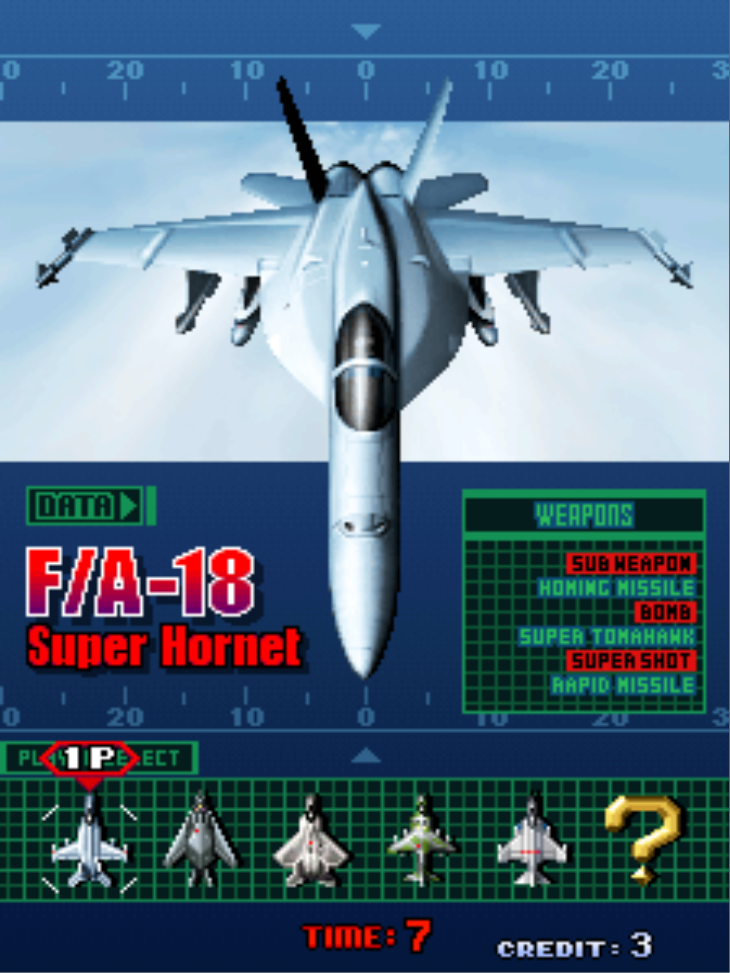 0 20 10 0 10 20 3
DATA
WEAPONS
SUB WEAPON
HOMING MISSILE
BOMB
SUPER TOMAHAWK
SUPER SHOT
RAPID MISSILE
F/A-18
Super Hornet
0 20 10 0 10 20 3
1P
SELECT
?
TIME: 7
CREDIT: 3